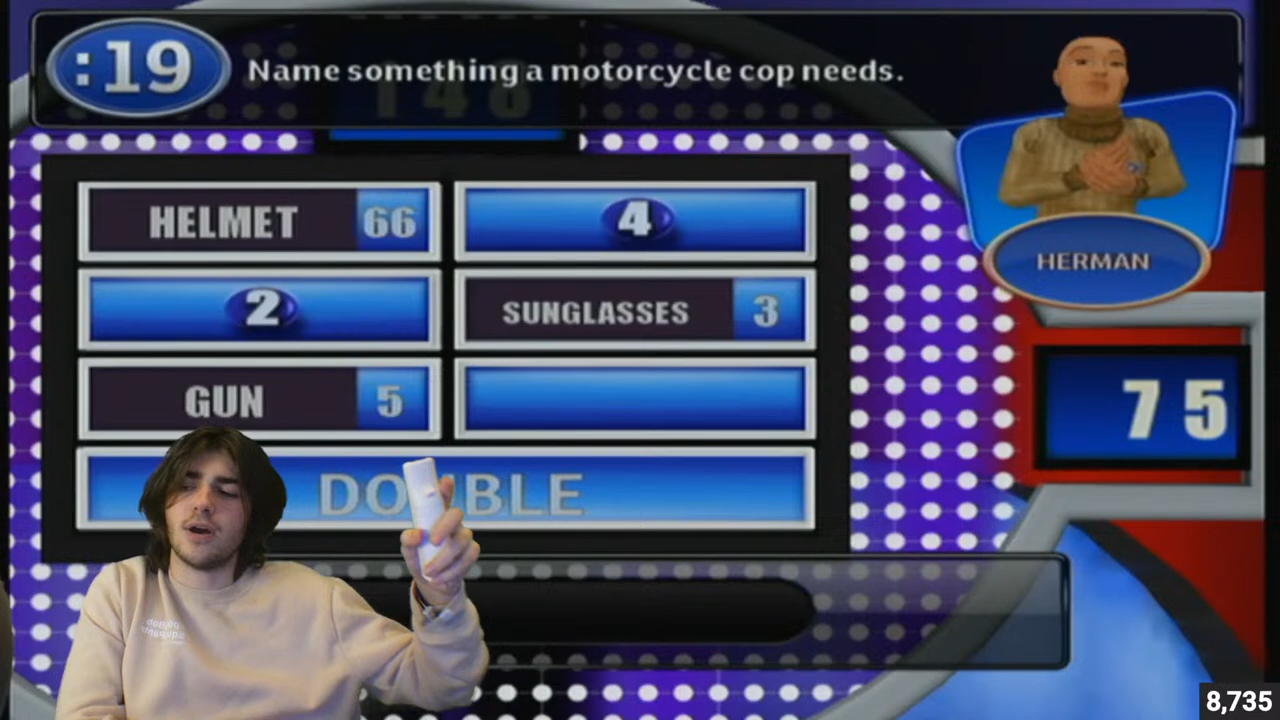 :19
Name something a motorcycle cop needs.
148
HELMET 66
4
2
SUNGLASSES 3
GUN 5
DOUBLE
HERMAN
75
8,735